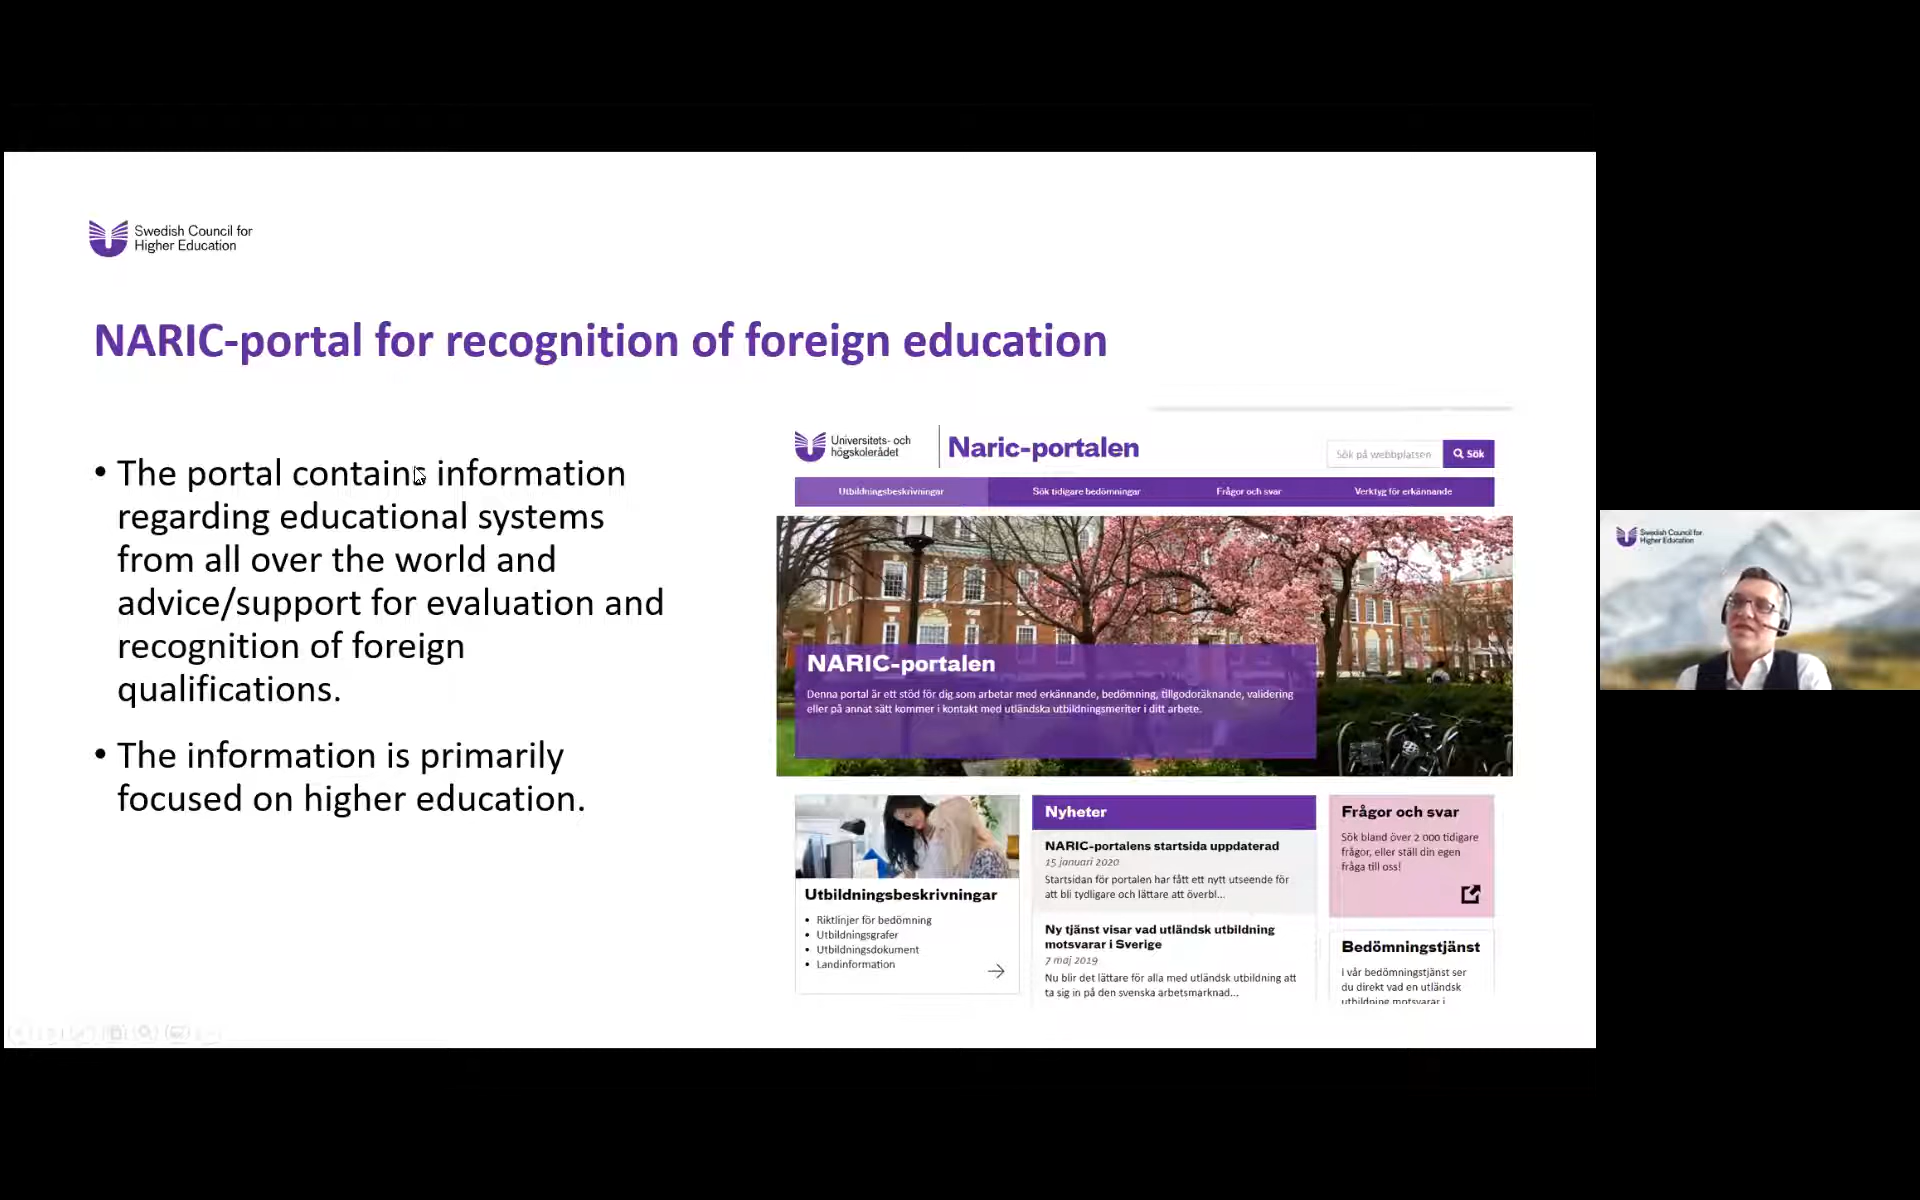 Swedish Council for
Higher Education
NARIC-portal for recognition of foreign education
• The portal contains information
regarding educational systems
from all over the world and
advice/support for evaluation and
recognition of foreign
qualifications.
• The information is primarily
focused on higher education.
Universitets- och
högskolerådet
Naric-portalen
Sök på webbplatsen
Sök
Utbildningsbeskrivningar
Sök tidigare bedömningar
Frågor och svar
Verktyg för erkännande
NARIC-portalen
Denna portal är ett stöd för dig som arbetar med erkännande, bedömning, tillgodoräknande, validering
eller på annat sätt kommer i kontakt med utländska utbildningsmeriter i ditt arbete.
Utbildningsbeskrivningar
• Riktlinjer för bedömning
• Utbildningsgrafer
• Utbildningsdokument
• Landinformation
Nyheter
NARIC-portalens startsida uppdaterad
15 januari 2020
Startsidan för portalen har fått ett nytt utseende för
att bli tydligare och lättare att överbl...
Ny tjänst visar vad utländsk utbildning
motsvarar i Sverige
7 maj 2019
Nu blir det lättare för alla med utländsk utbildning att
ta sig in på den svenska arbetsmarknad...
Frågor och svar
Sök bland över 2 000 tidigare
frågor, eller ställ din egen
fråga till oss!
Bedömningstjänst
I vår bedömningstjänst ser
du direkt vad en utländsk
utbildning motsvarar i
Swedish Council for
Higher Education